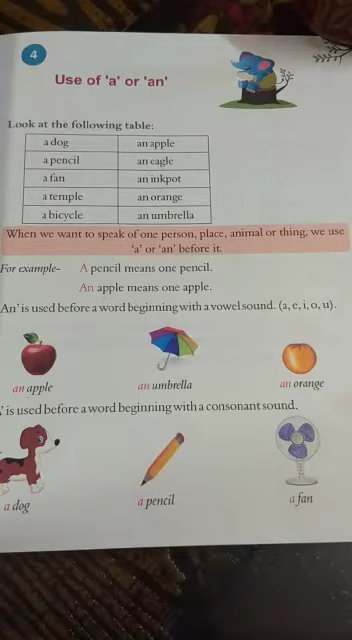 4
Use of 'a' or 'an'
Look at the following table:
a dog an apple
a pencil an eagle
a fan an inkpot
a temple an orange
a bicycle an umbrella
When we want to speak of one person, place, animal or thing, we use
'a' or 'an' before it.
For example- A pencil means one pencil.
An apple means one apple.
An' is used before a word beginning with a vowel sound. (a, e, i, o, u).
an apple an umbrella an orange
' is used before a word beginning with a consonant sound.
a dog a pencil a fan